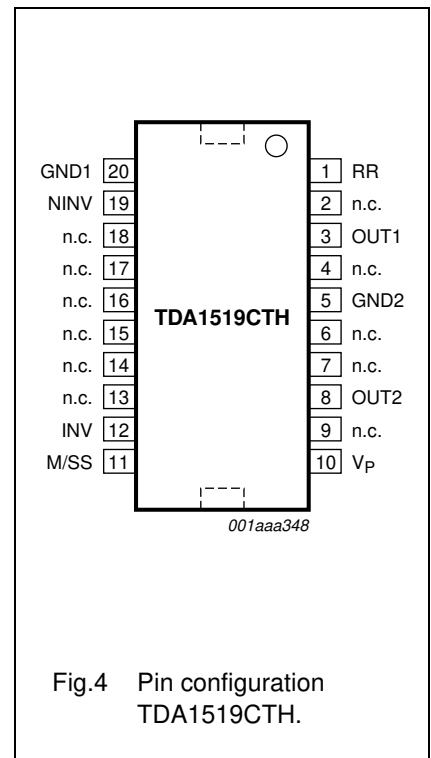 GND1 20 1 RR
NINV 19 2 n.c.
n.c. 18 3 OUT1
n.c. 17 4 n.c.
n.c. 16 5 GND2
TDA1519CTH
n.c. 15 6 n.c.
n.c. 14 7 n.c.
n.c. 13 8 OUT2
INV 12 9 n.c.
M/SS 11 10 VP
001aaa348
Fig.4 Pin configuration
TDA1519CTH.